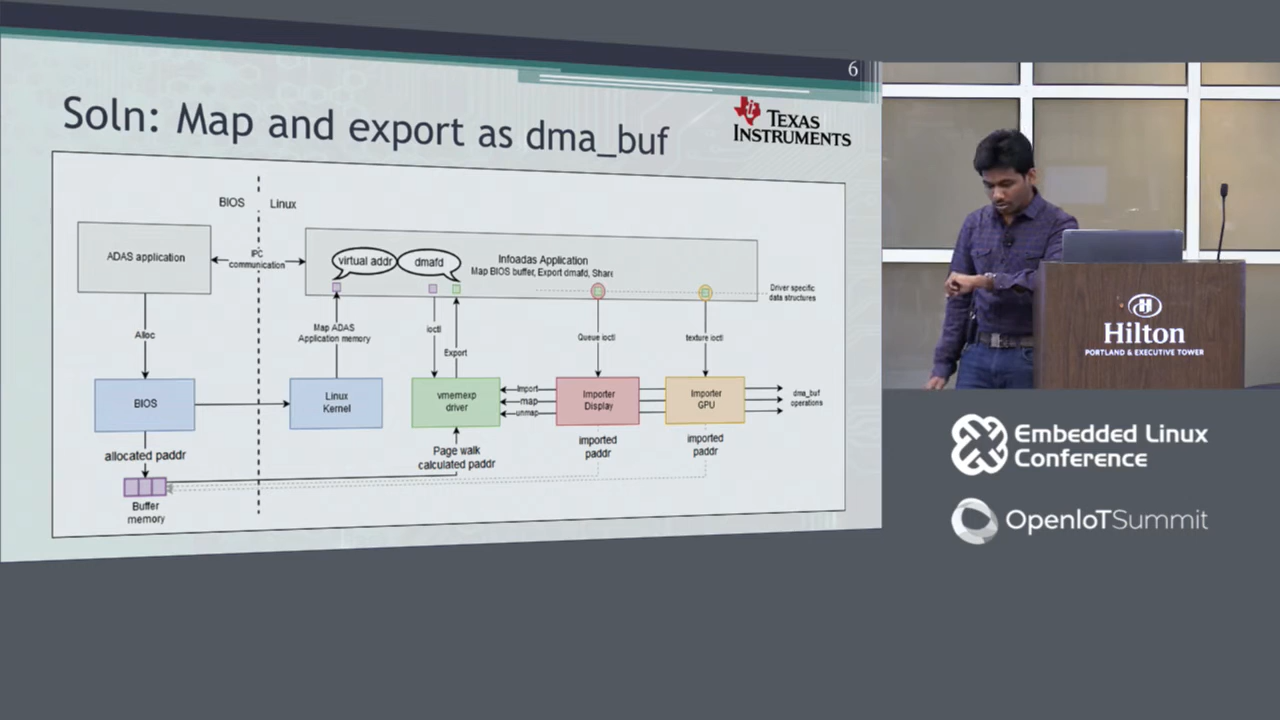 6
Soln: Map and export as dma_buf
TEXAS
INSTRUMENTS
BIOS
Linux
ADAS application
IPC
communication
virtual addr
dmafd
Infoadas Application
Map BIOS buffer, Export dmafd, Share
Driver specific
data structures
Alloc
Map ADAS
Application memory
ioctl
Export
Queue ioctl
texture ioctl
BIOS
Linux
Kernel
vmemexp
driver
import
map
unmap
Importer
Display
Importer
GPU
dma_buf
operations
allocated paddr
Page walk
calculated paddr
imported
paddr
imported
paddr
Buffer
memory
Hilton
PORTLAND & EXECUTIVE TOWER
Embedded Linux
Conference
OpenIoTSummit